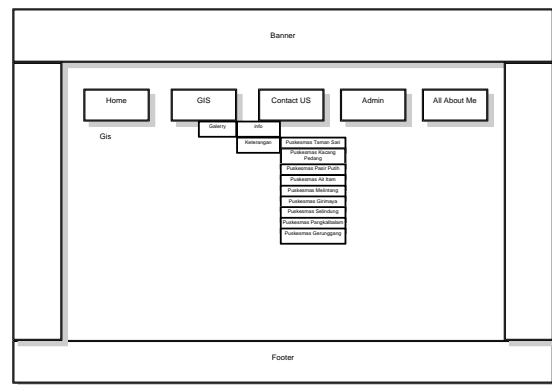 Banner
Home
GIS
Contact US
Admin
All About Me
Galerry
info
Gis
Keterangan
Puskesmas Taman Sari
Puskesmas Kacang
Pedang
Puskesmas Pasir Putih
Puskesmas Air Itam
Puskesmas Melintang
Puskesmas Girimaya
Puskesmas Selindung
Puskesmas Pangkalbalam
Puskesmas Gerunggang
Footer